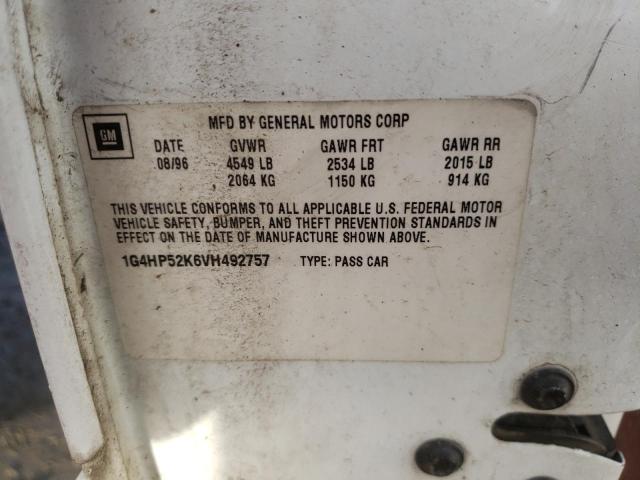 GM
MFD BY GENERAL MOTORS CORP
DATE GVWR GAWR FRT GAWR RR
08/96 4549 LB 2534 LB 2015 LB
2064 KG 1150 KG 914 KG
THIS VEHICLE CONFORMS TO ALL APPLICABLE U.S. FEDERAL MOTOR
VEHICLE SAFETY, BUMPER, AND THEFT PREVENTION STANDARDS IN
EFFECT ON THE DATE OF MANUFACTURE SHOWN ABOVE.
1G4HP52K6VH492757 TYPE: PASS CAR